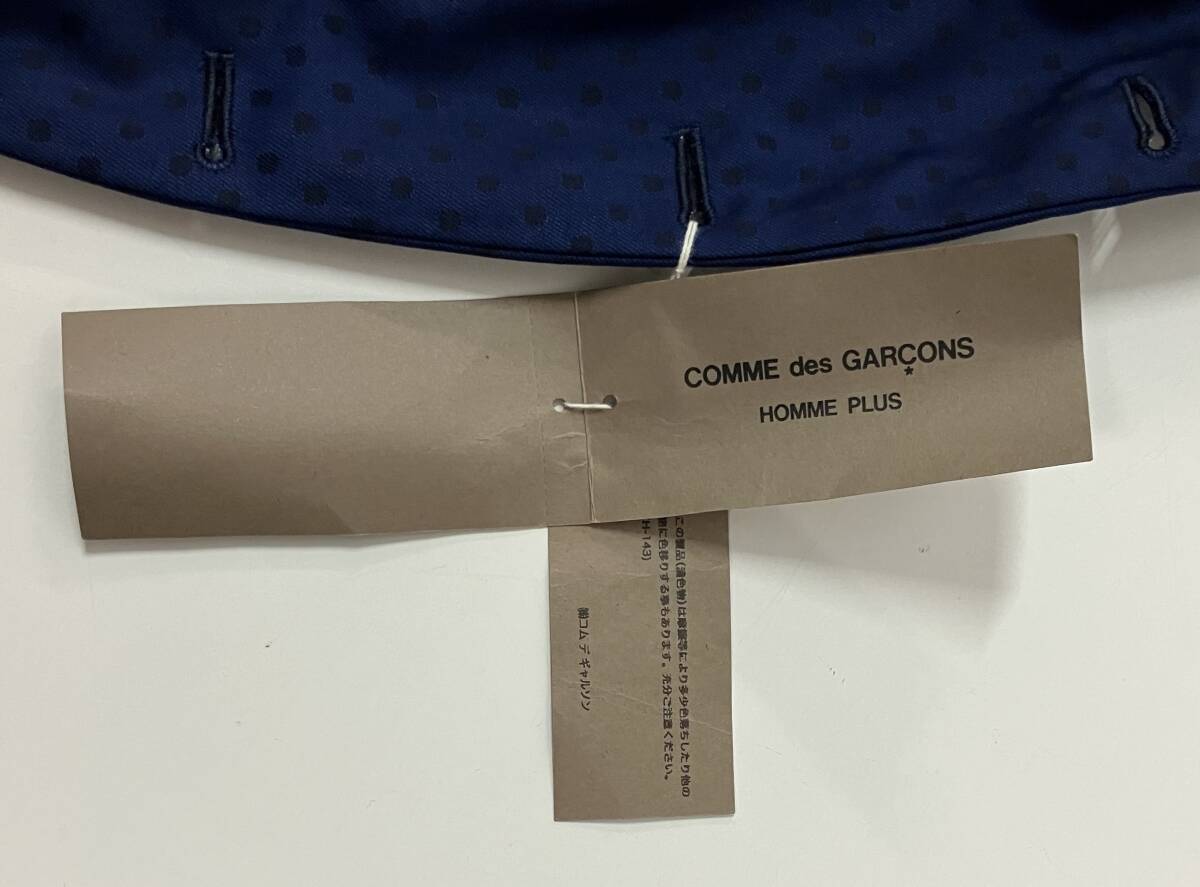 COMME des GARÇONS
HOMME PLUS
この製品(濃色物)は摩擦等により多少色落ちしたり他の
物に色移りする事もあります。充分ご注意ください。
H-143)
㈱コム デ ギャルソン